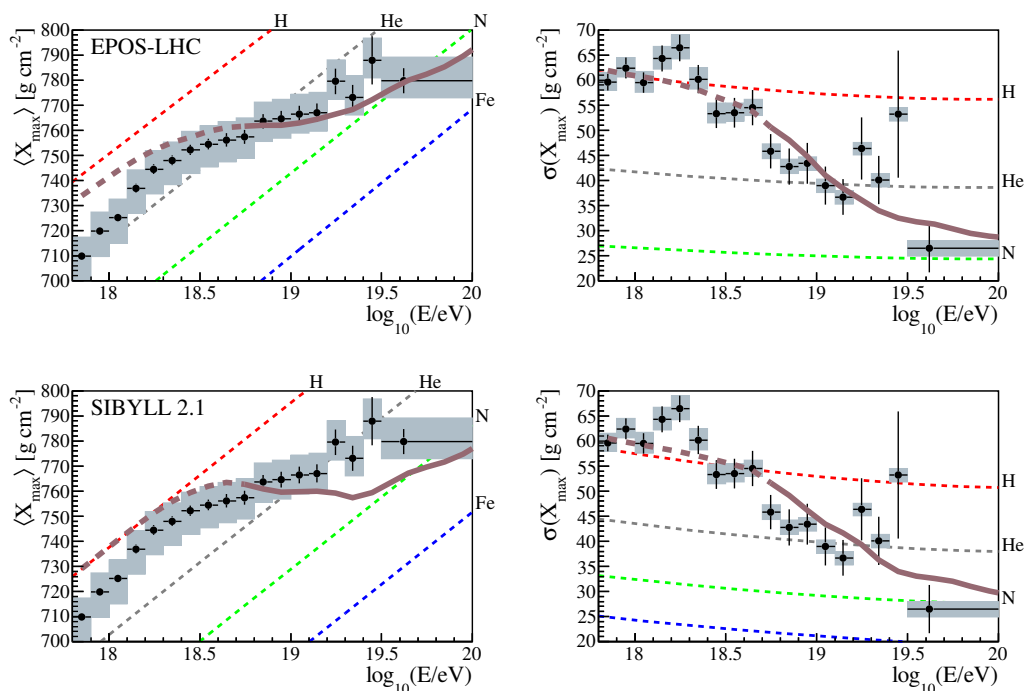 H He N
800
790
780
770
760
750
740
730
720
710
700
⟨X_max⟩ [g cm⁻²]
EPOS-LHC
Fe
18 18.5 19 19.5 20
log₁₀(E/eV)
70
65
60
55
50
45
40
35
30
25
20
σ(X_max) [g cm⁻²]
H
He
N
18 18.5 19 19.5 20
log₁₀(E/eV)
H He
800
790
780
770
760
750
740
730
720
710
700
⟨X_max⟩ [g cm⁻²]
SIBYLL 2.1
N
Fe
18 18.5 19 19.5 20
log₁₀(E/eV)
70
65
60
55
50
45
40
35
30
25
20
σ(X_max) [g cm⁻²]
H
He
N
18 18.5 19 19.5 20
log₁₀(E/eV)